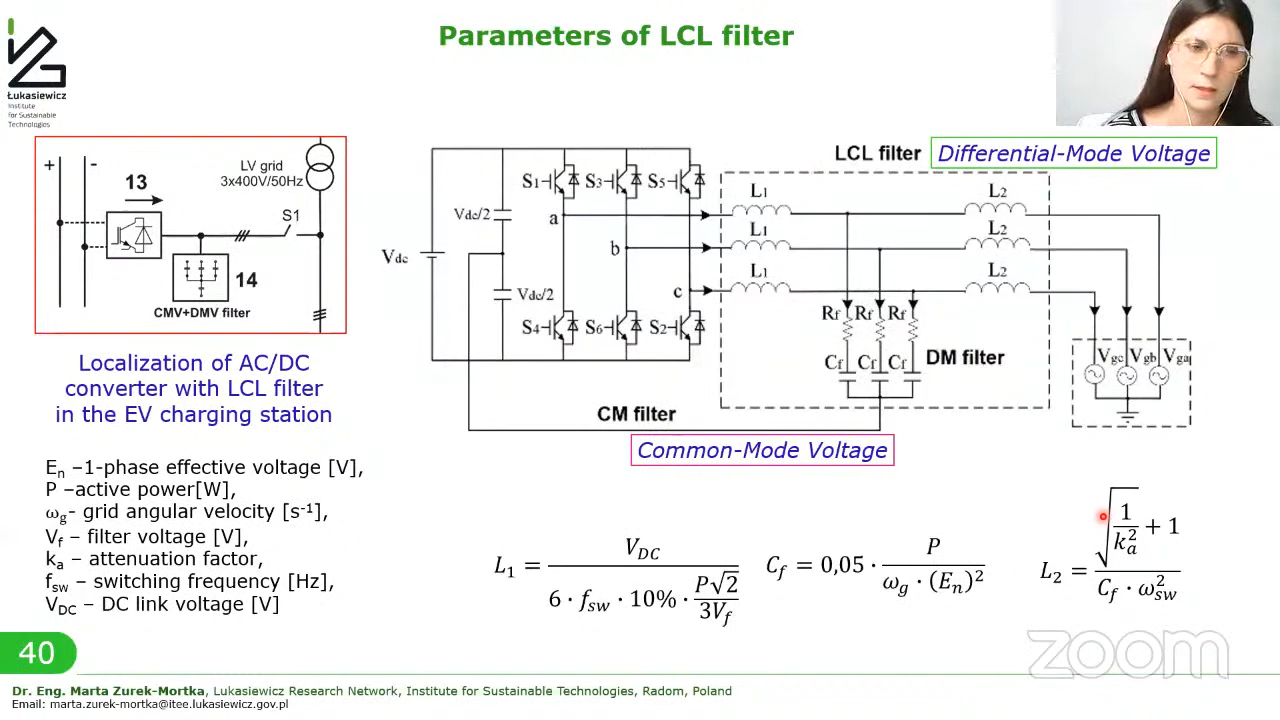 Parameters of LCL filter
Łukasiewicz
Institute
for Sustainable
Technologies
+ -
13
LV grid
3x400V/50Hz
S1
14
CMV+DMV filter
Localization of AC/DC
converter with LCL filter
in the EV charging station
LCL filter
Differential-Mode Voltage
S1 S3 S5
L1 L2
Vdc/2
a
L1 L2
b
Vdc
L1 L2
Vdc/2
c
Rf Rf Rf
S4 S6 S2
Cf Cf Cf
DM filter
Vgc Vgb Vga
CM filter
Common-Mode Voltage
En –1-phase effective voltage [V],
P –active power[W],
ωg- grid angular velocity [s-1],
Vf – filter voltage [V],
ka – attenuation factor,
fsw – switching frequency [Hz],
VDC – DC link voltage [V]
L1 = VDC / (6 · fsw · 10% · P√2 / 3Vf)
Cf = 0,05 · P / (ωg · (En)²)
L2 = (√(1 / ka²) + 1) / (Cf · ωsw²)
40
zoom
Dr. Eng. Marta Zurek-Mortka, Lukasiewicz Research Network, Institute for Sustainable Technologies, Radom, Poland
Email: marta.zurek-mortka@itee.lukasiewicz.gov.pl